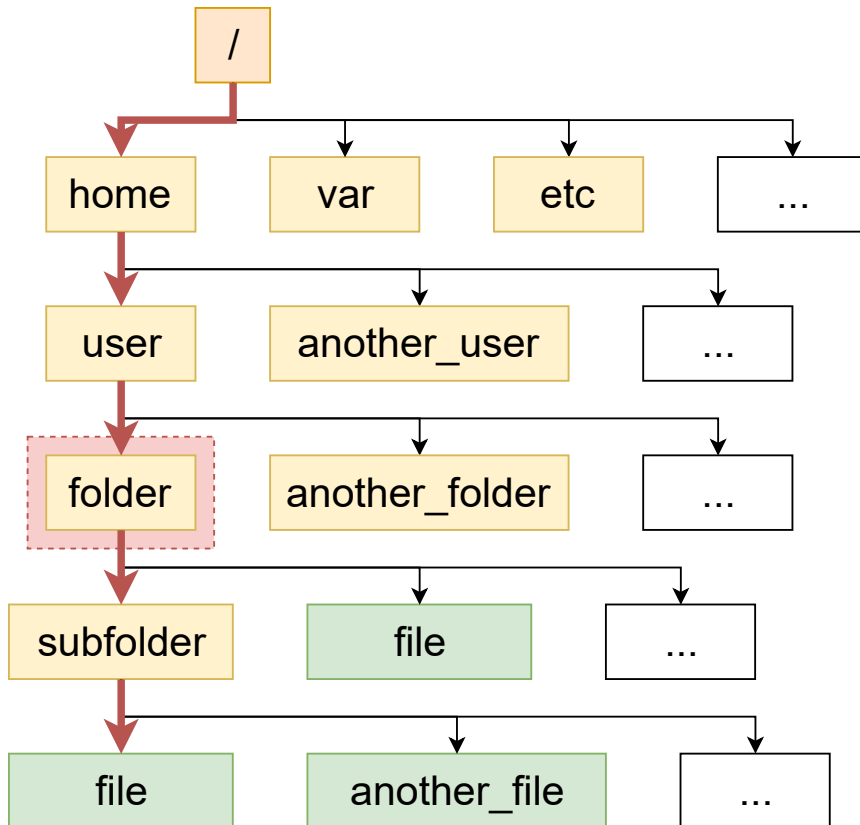 /
home var etc ...
user another_user ...
folder another_folder ...
subfolder file ...
file another_file ...